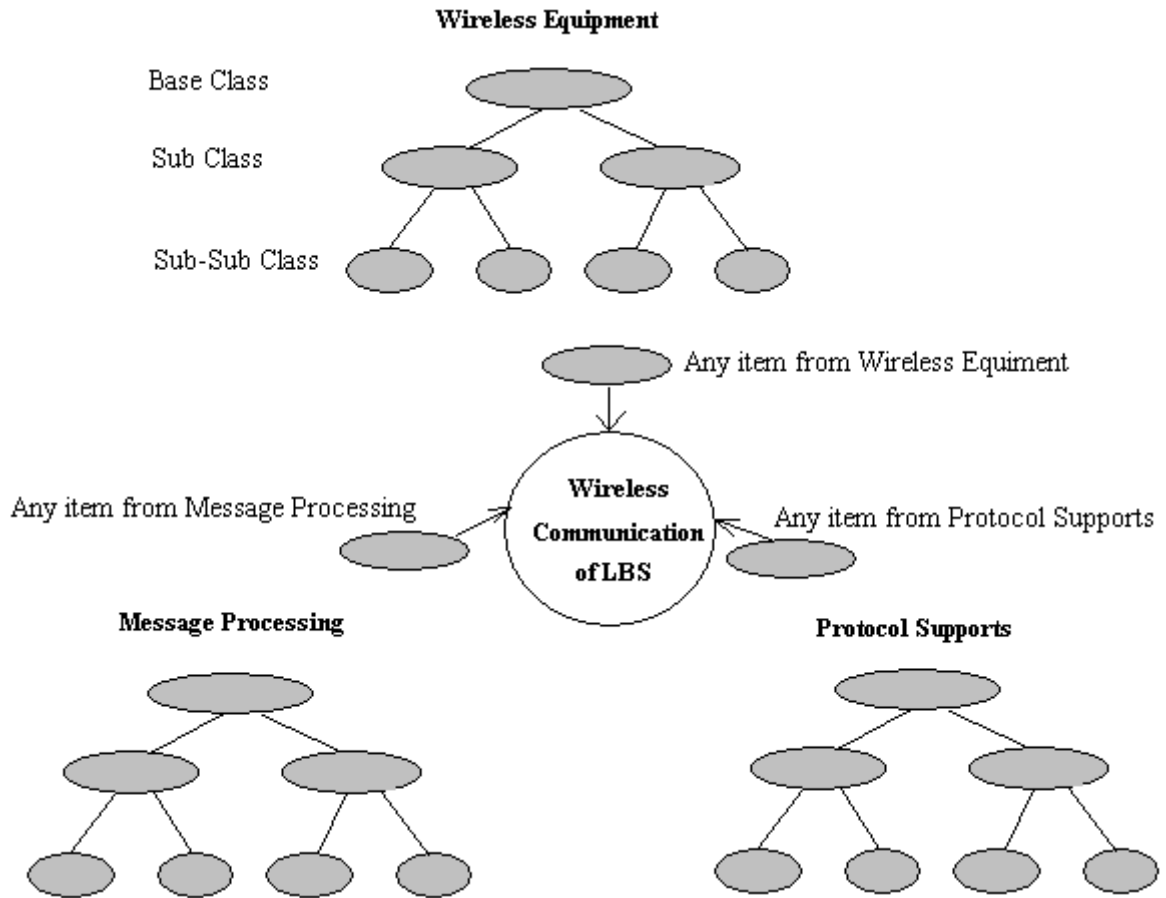 Wireless Equipment
Base Class
Sub Class
Sub-Sub Class
Any item from Wireless Equiment
Wireless
Communication
of LBS
Any item from Message Processing
Any item from Protocol Supports
Message Processing
Protocol Supports